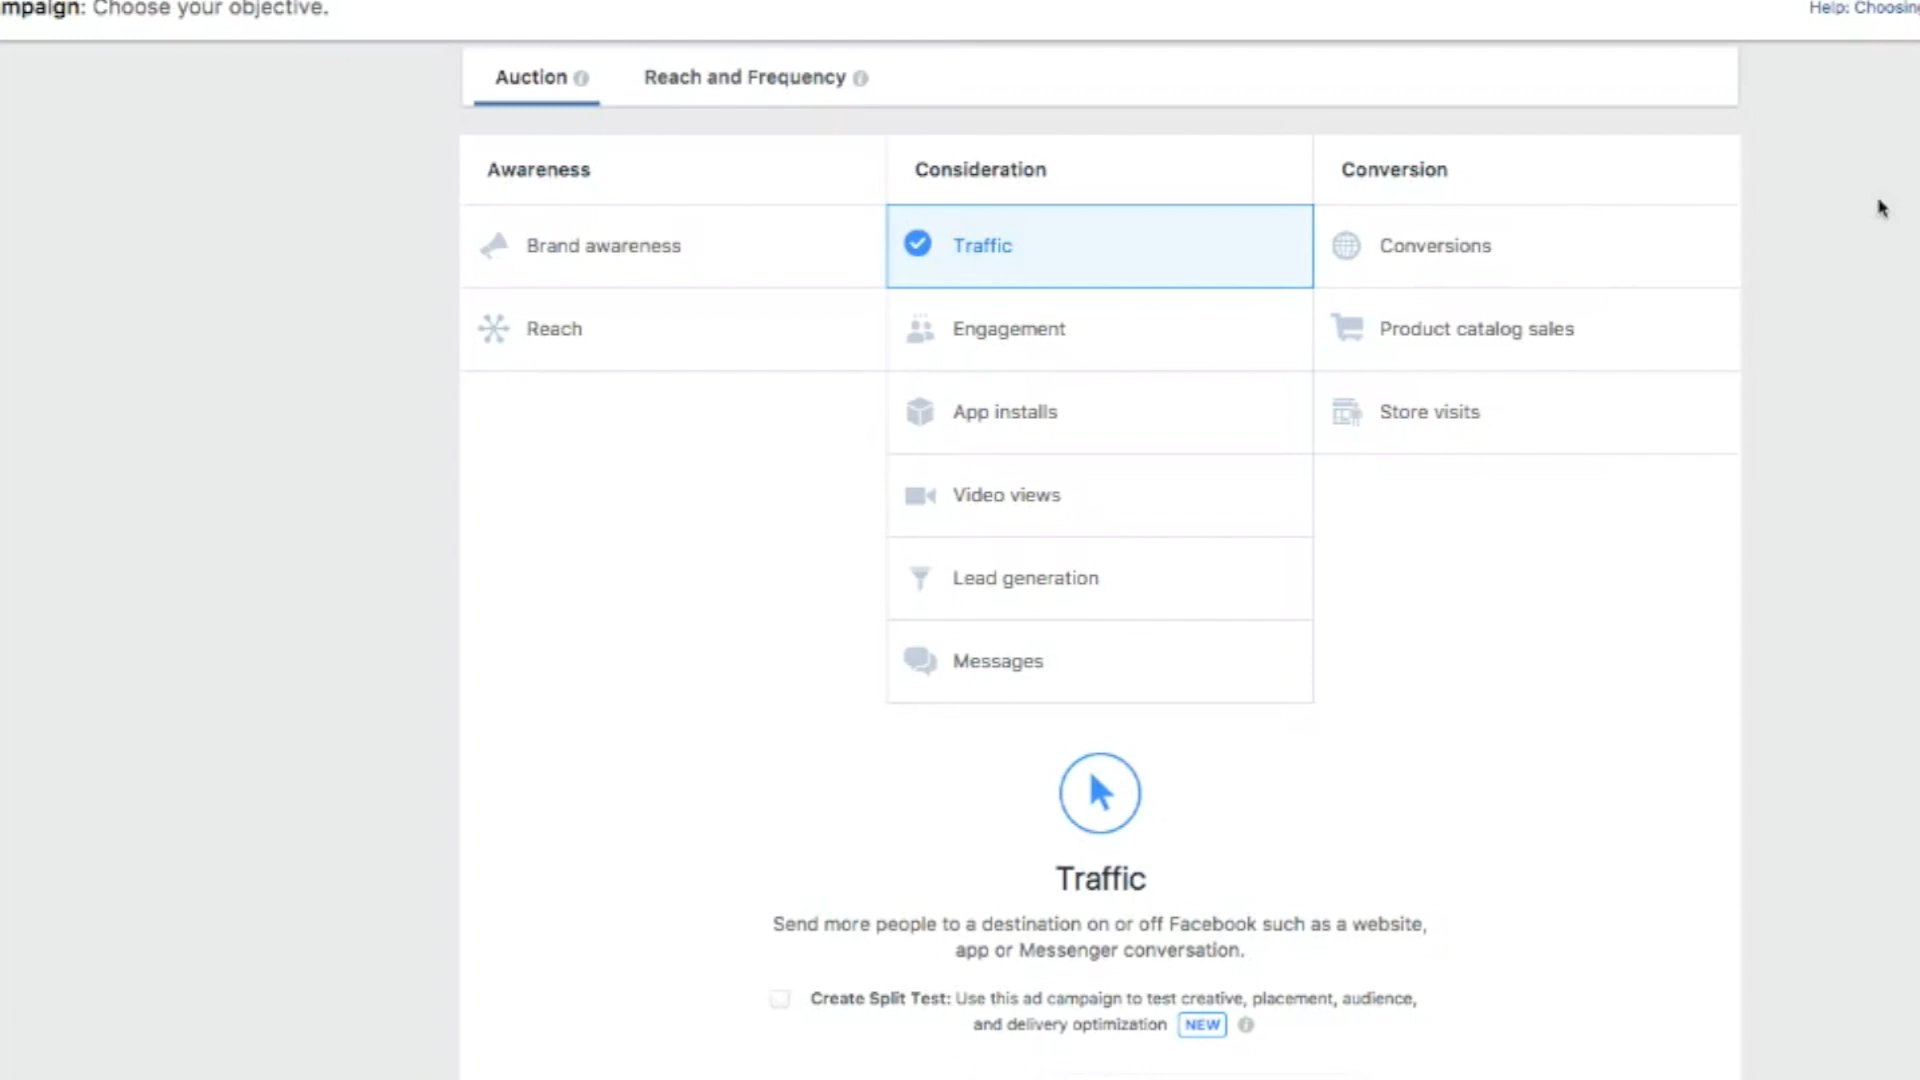 mpaign: Choose your objective.
Help: Choosing
Auction
Reach and Frequency
Awareness
Consideration
Conversion
Brand awareness
Traffic
Conversions
Reach
Engagement
Product catalog sales
App installs
Store visits
Video views
Lead generation
Messages
Traffic
Send more people to a destination on or off Facebook such as a website,
app or Messenger conversation.
Create Split Test: Use this ad campaign to test creative, placement, audience,
and delivery optimization NEW